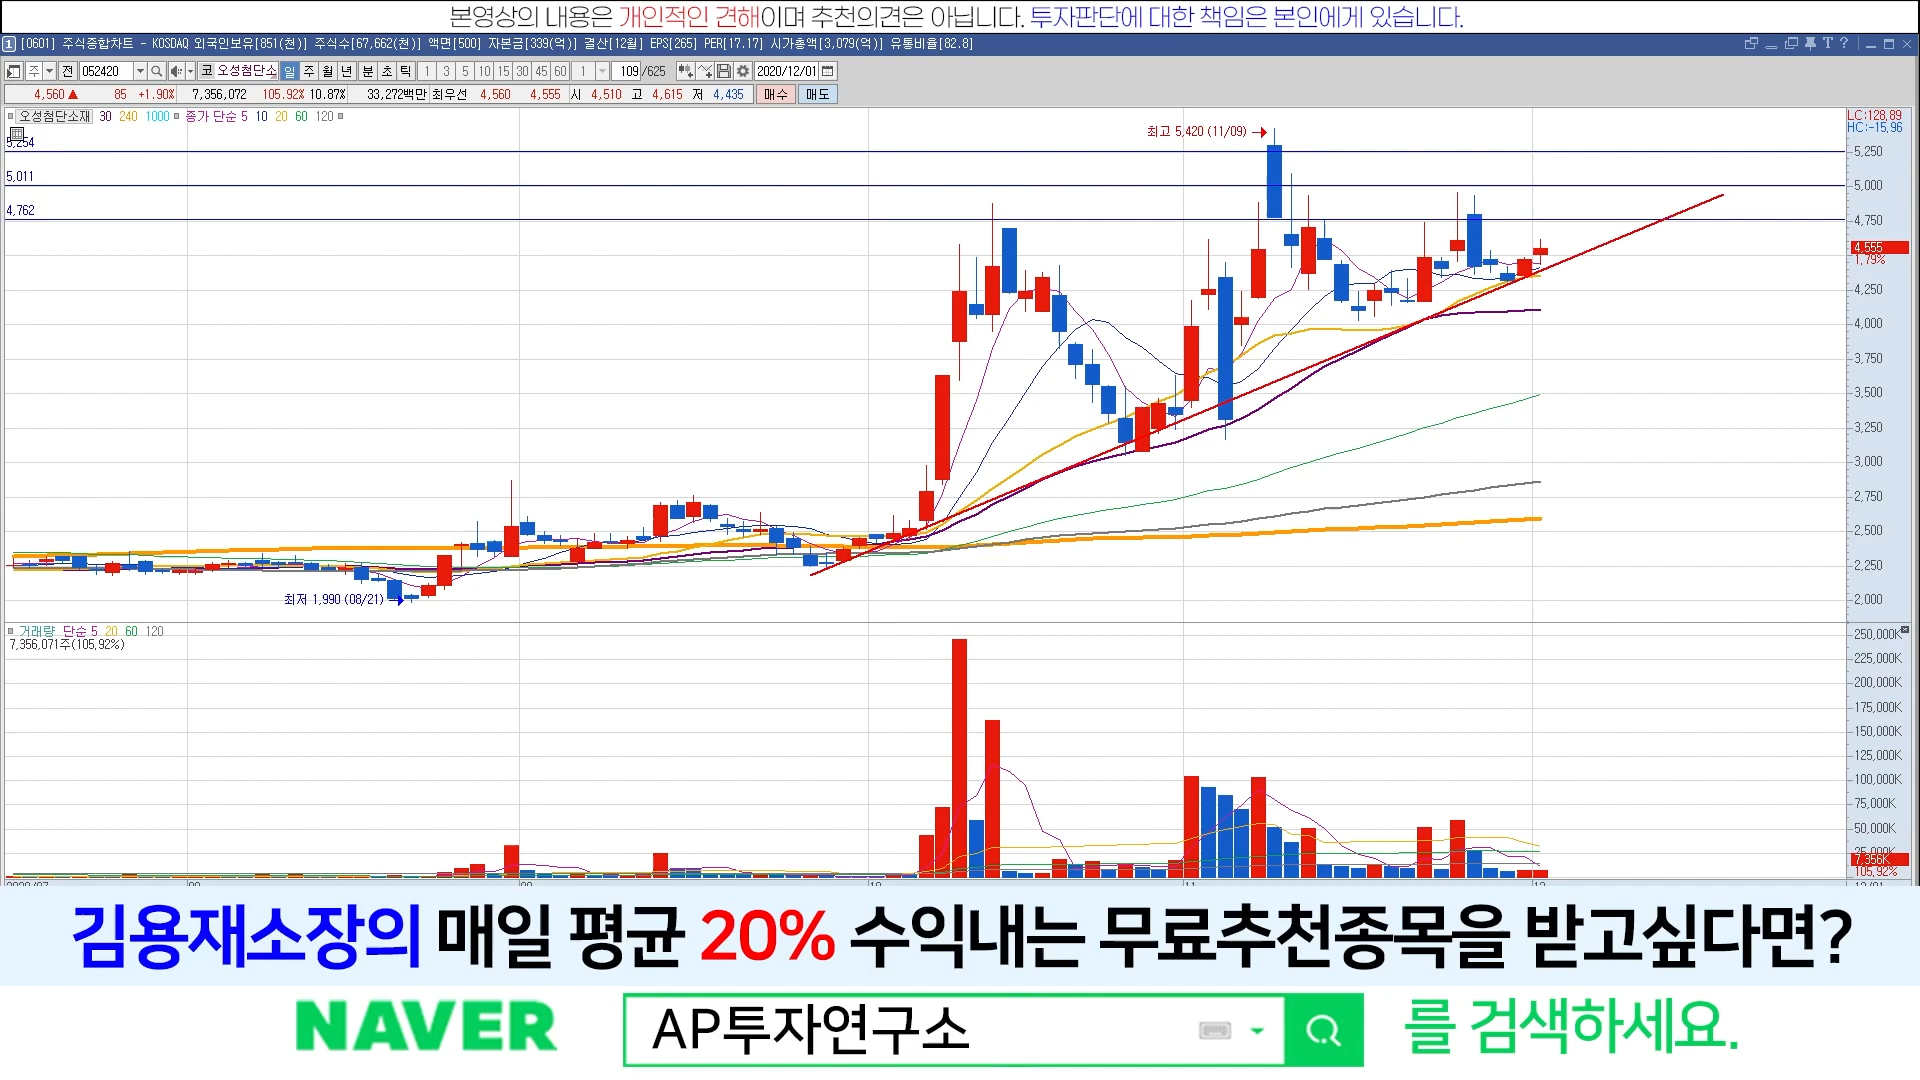 본영상의 내용은 개인적인 견해이며 추천의견은 아닙니다. 투자판단에 대한 책임은 본인에게 있습니다.
1 [0601] 주식종합차트 - KOSDAQ 외국인보유[851(천)] 주식수[67,662(천)] 액면[500] 자본금[339(억)] 결산[12월] EPS[265] PER[17.17] 시가총액[3,079(억)] 유통비율[82.8] T ?
주 전 052420 코 오성첨단소 일 주 월 년 분 초 틱 1 3 5 10 15 30 45 60 1 109 /625 2020/12/01
4,560 ▲ 85 +1.90% 7,356,072 105.92% 10.87% 33,272백만 최우선 4,560 4,555 시 4,510 고 4,615 저 4,435 매수 매도
오성첨단소재 30 240 1000 종가 단순 5 10 20 60 120
LC:128.89
HC:-15.96
최고 5,420 (11/09)
5,254
5,250
5,011
5,000
4,762
4,750
4,555
1.79%
4,250
4,000
3,750
3,500
3,250
3,000
2,750
2,500
2,250
최저 1,990 (08/21)
2,000
거래량 단순 5 20 60 120
7,356,071주(105.92%)
250,000K
225,000K
200,000K
175,000K
150,000K
125,000K
100,000K
75,000K
50,000K
25,000K
7,356K
105.92%
김용재소장의 매일 평균 20% 수익내는 무료추천종목을 받고싶다면?
NAVER AP투자연구소 를 검색하세요.